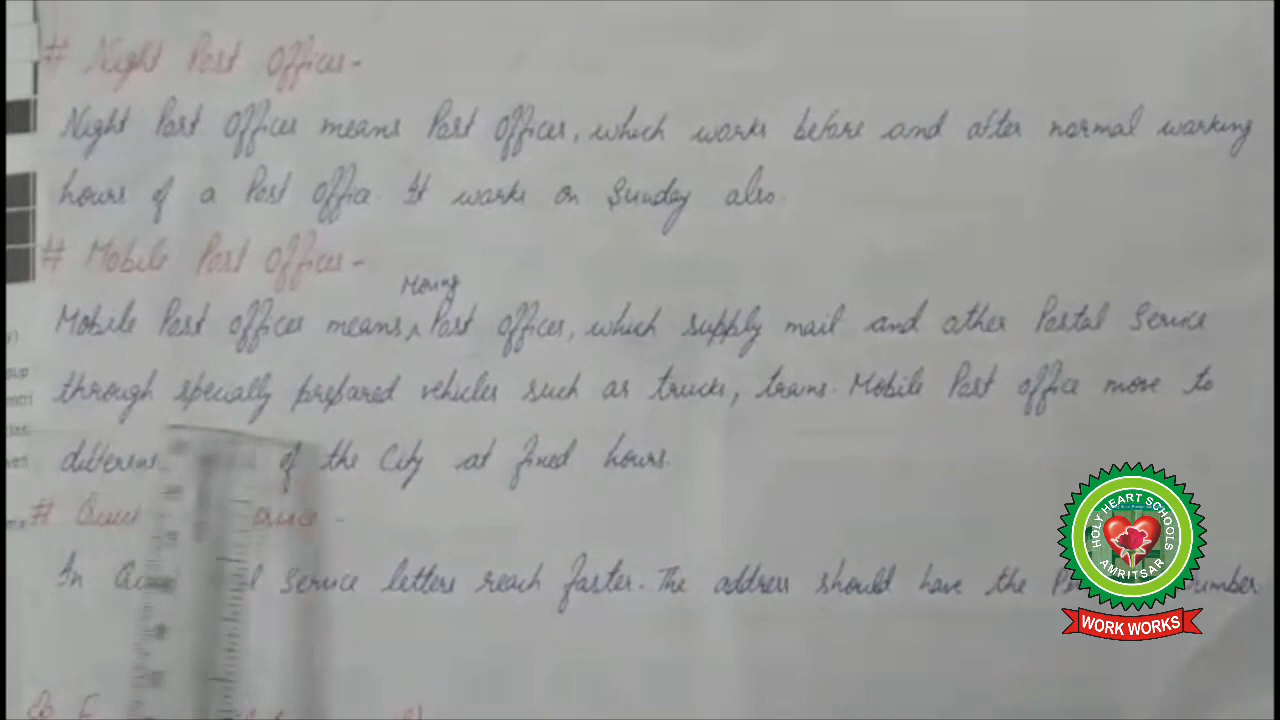 # Night Post Offices-
Night Post Offices means Post Offices, which works before and after normal working
hours of a Post Office. It works on Sunday also.
# Mobile Post Offices-
Moving
Mobile Post Offices means ^ Post Offices, which supply mail and other Postal Service
through specially prepared vehicles such as trucks, trains. Mobile Post Office move to
of the City at fixed hours.
#
In Service letters reach faster. The address should have the number.
HOLY HEART SCHOOLS
AMRITSAR
WORK WORKS